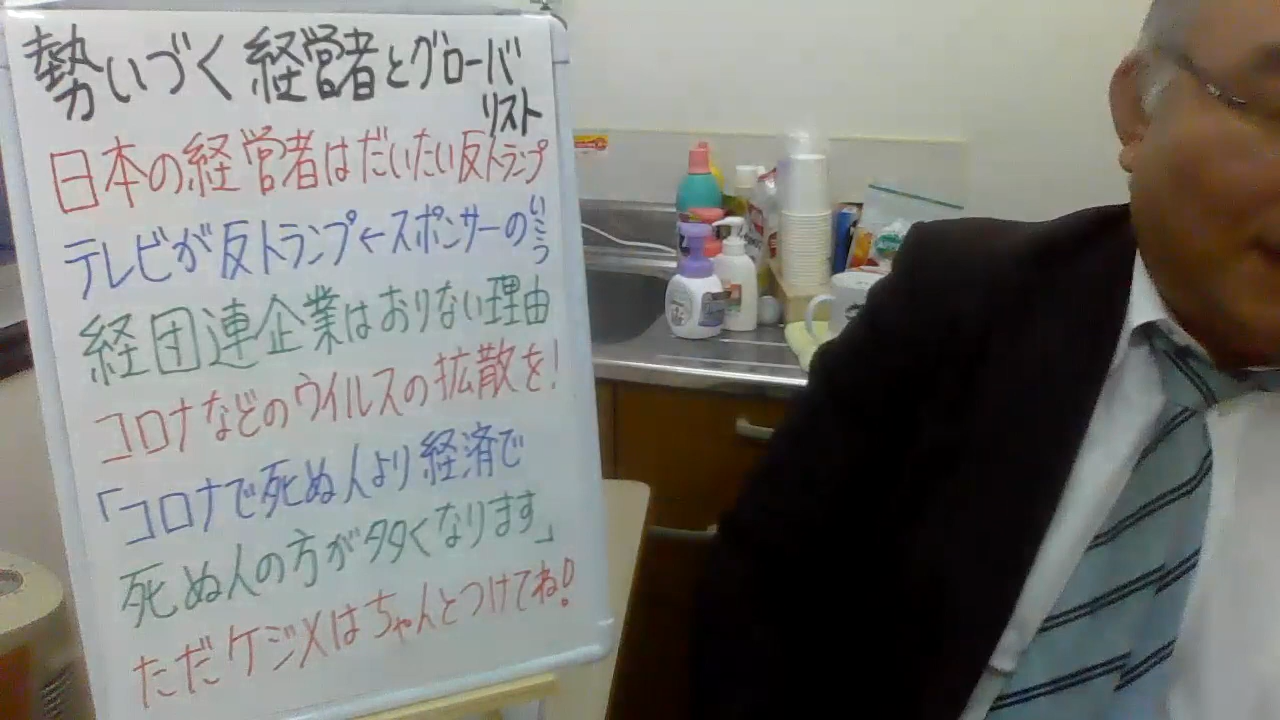 勢いづく経営者とグローバ
リスト
日本の経営者はだいたい反トランプ
テレビが反トランプ←スポンサーのいこう
経団連企業はおりない理由
コロナなどのウイルスの拡散を!
「コロナで死ぬ人より経済で
死ぬ人の方が多くなります」
ただケジメはちゃんとつけてね!